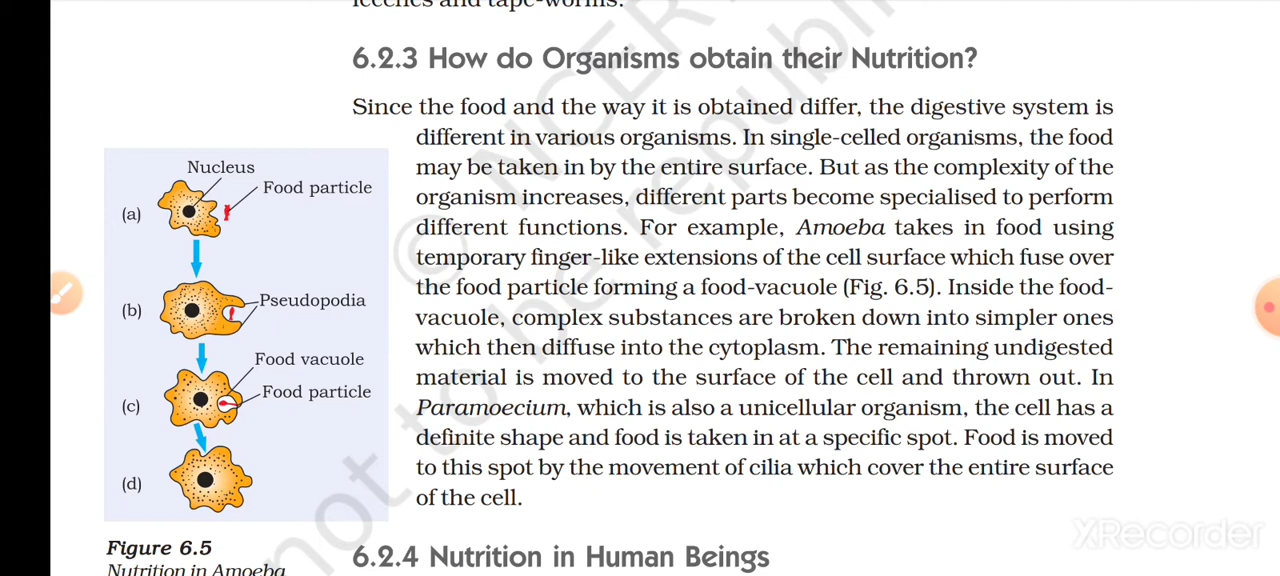 leeches and tape-worms.
6.2.3 How do Organisms obtain their Nutrition?
Since the food and the way it is obtained differ, the digestive system is
different in various organisms. In single-celled organisms, the food
may be taken in by the entire surface. But as the complexity of the
organism increases, different parts become specialised to perform
different functions. For example, Amoeba takes in food using
temporary finger-like extensions of the cell surface which fuse over
the food particle forming a food-vacuole (Fig. 6.5). Inside the food-
vacuole, complex substances are broken down into simpler ones
which then diffuse into the cytoplasm. The remaining undigested
material is moved to the surface of the cell and thrown out. In
Paramoecium, which is also a unicellular organism, the cell has a
definite shape and food is taken in at a specific spot. Food is moved
to this spot by the movement of cilia which cover the entire surface
of the cell.
Nucleus
Food particle
(a)
(b)
Pseudopodia
Food vacuole
Food particle
(c)
(d)
Figure 6.5
Nutrition in Amoeba
6.2.4 Nutrition in Human Beings
© NCERT
not to be republi
XRecorder